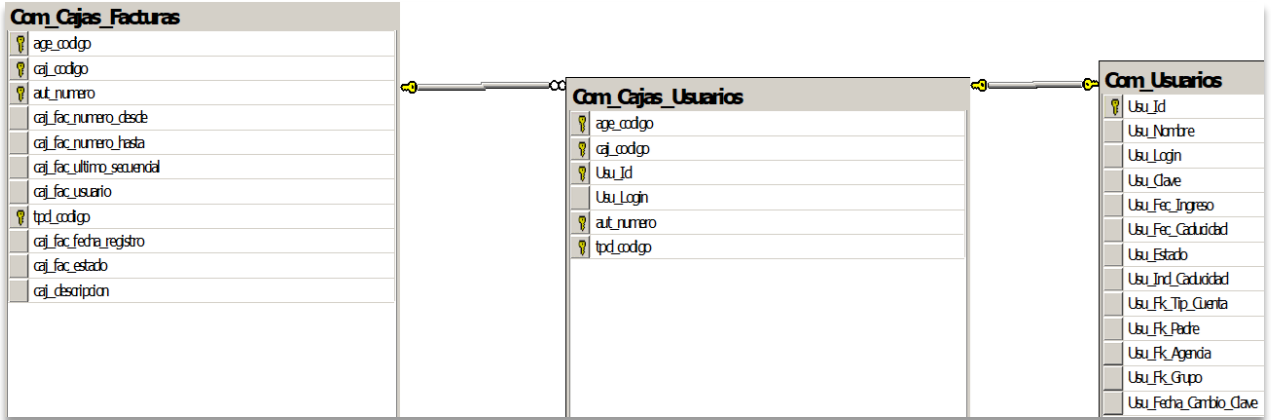 Com_Cajas_Facturas
age_codigo
caj_codigo
aut_numero
caj_fac_numero_desde
caj_fac_numero_hasta
caj_fac_ultimo_secuencial
caj_fac_usuario
tpd_codigo
caj_fac_fecha_registro
caj_fac_estado
caj_descripcion
Com_Cajas_Usuarios
age_codigo
caj_codigo
Usu_Id
Usu_Login
aut_numero
tpd_codigo
Com_Usuarios
Usu_Id
Usu_Nombre
Usu_Login
Usu_Clave
Usu_Fec_Ingreso
Usu_Fec_Caducidad
Usu_Estado
Usu_Ind_Caducidad
Usu_Fk_Tip_Cuenta
Usu_Fk_Padre
Usu_Fk_Agencia
Usu_Fk_Grupo
Usu_Fecha_Cambio_Clave